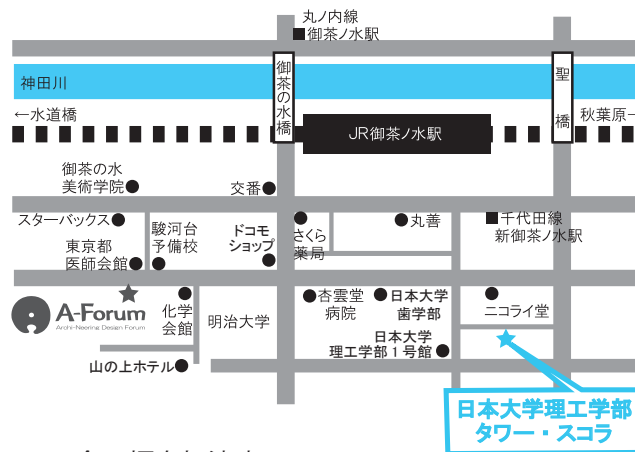 丸ノ内線
御茶ノ水駅
神田川
御茶の水橋
聖橋
←水道橋
JR御茶ノ水駅
秋葉原→
御茶の水
美術学院
交番
スターバックス
駿河台
予備校
ドコモ
ショップ
さくら
薬局
丸善
千代田線
新御茶ノ水駅
東京都
医師会館
A-Forum
Archi-Neering Design Forum
化学
会館
明治大学
杏雲堂
病院
日本大学
歯学部
ニコライ堂
日本大学
理工学部1号館
山の上ホテル
日本大学理工学部
タワー・スコラ